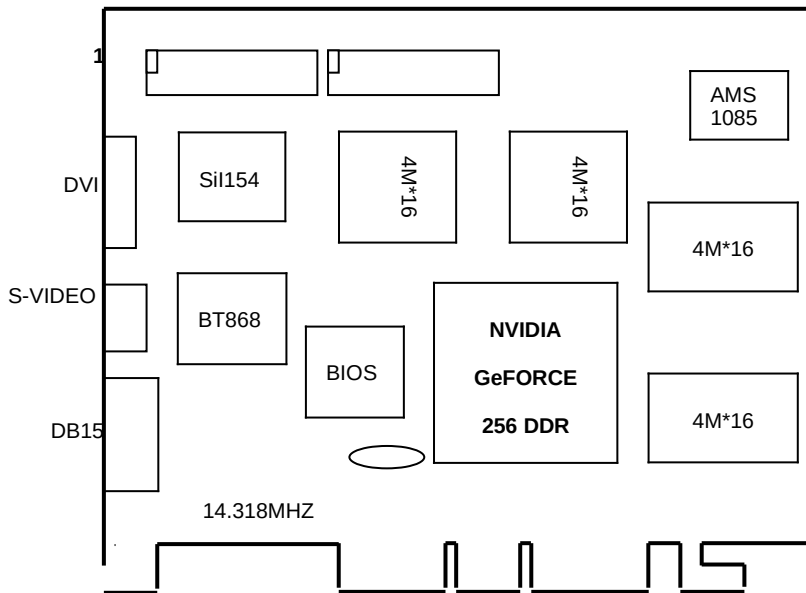 1
AMS
1085
DVI
SiI154
4M*16
4M*16
4M*16
S-VIDEO
BT868
NVIDIA
GeFORCE
256 DDR
BIOS
DB15
4M*16
14.318MHZ